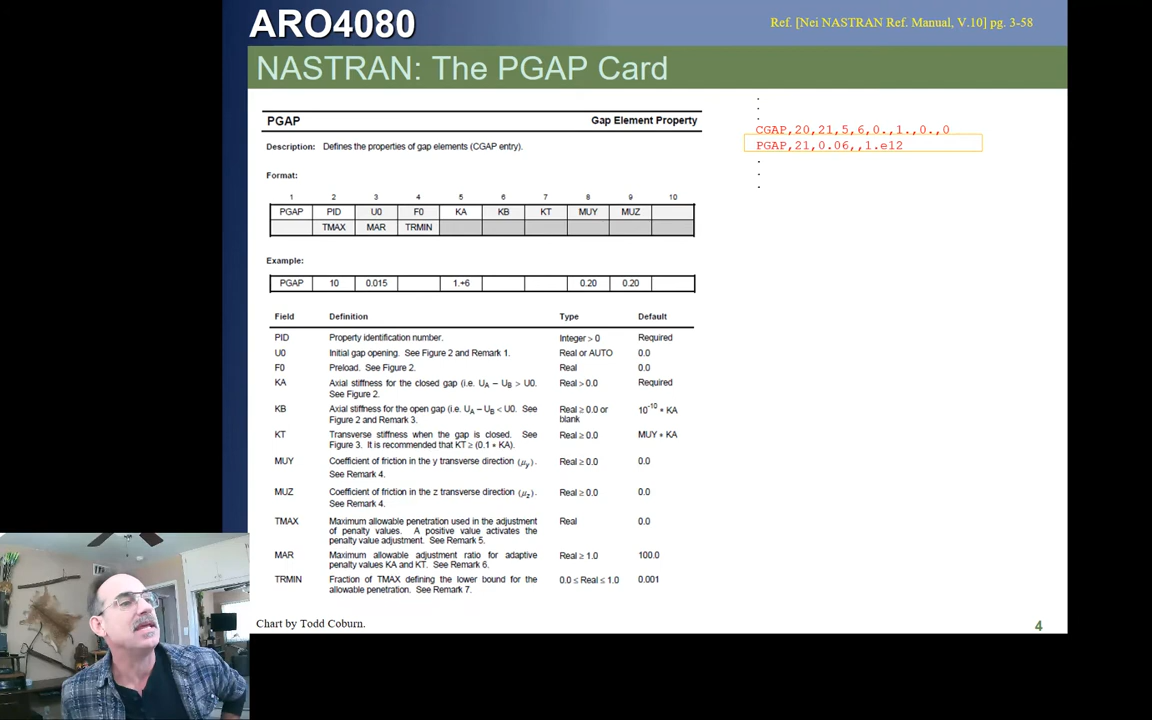 ARO4080
Ref. [Nei NASTRAN Ref. Manual, V.10] pg. 3-58
NASTRAN: The PGAP Card
PGAP Gap Element Property
Description: Defines the properties of gap elements (CGAP entry).
Format:
1 2 3 4 5 6 7 8 9 10
PGAP PID U0 F0 KA KB KT MUY MUZ
TMAX MAR TRMIN
Example:
PGAP 10 0.015 1.+6 0.20 0.20
Field Definition Type Default
PID Property identification number. Integer > 0 Required
U0 Initial gap opening. See Figure 2 and Remark 1. Real or AUTO 0.0
F0 Preload. See Figure 2. Real 0.0
KA Axial stiffness for the closed gap (i.e. UA – UB > U0. Real > 0.0 Required
See Figure 2.
KB Axial stiffness for the open gap (i.e. UA – UB < U0. See Real ≥ 0.0 or 10-10 * KA
Figure 2 and Remark 3. blank
KT Transverse stiffness when the gap is closed. See Real ≥ 0.0 MUY * KA
Figure 3. It is recommended that KT ≥ (0.1 * KA).
MUY Coefficient of friction in the y transverse direction (μy). Real ≥ 0.0 0.0
See Remark 4.
MUZ Coefficient of friction in the z transverse direction (μz). Real ≥ 0.0 0.0
See Remark 4.
TMAX Maximum allowable penetration used in the adjustment Real 0.0
of penalty values. A positive value activates the
penalty value adjustment. See Remark 5.
MAR Maximum allowable adjustment ratio for adaptive Real ≥ 1.0 100.0
penalty values KA and KT. See Remark 6.
TRMIN Fraction of TMAX defining the lower bound for the 0.0 ≤ Real ≤ 1.0 0.001
allowable penetration. See Remark 7.
.
.
.
CGAP,20,21,5,6,0.,1.,0.,0
PGAP,21,0.06,,1.e12
.
.
.
Chart by Todd Coburn.
4